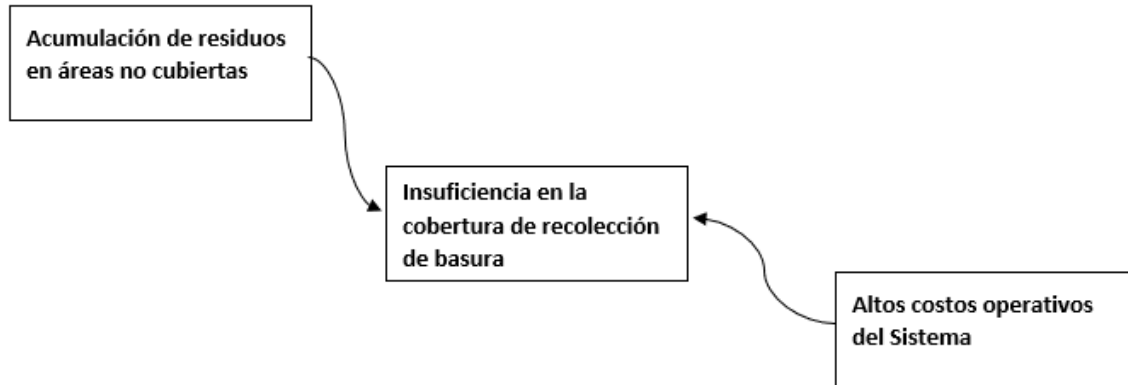 Acumulación de residuos
en áreas no cubiertas
Insuficiencia en la
cobertura de recolección
de basura
Altos costos operativos
del Sistema